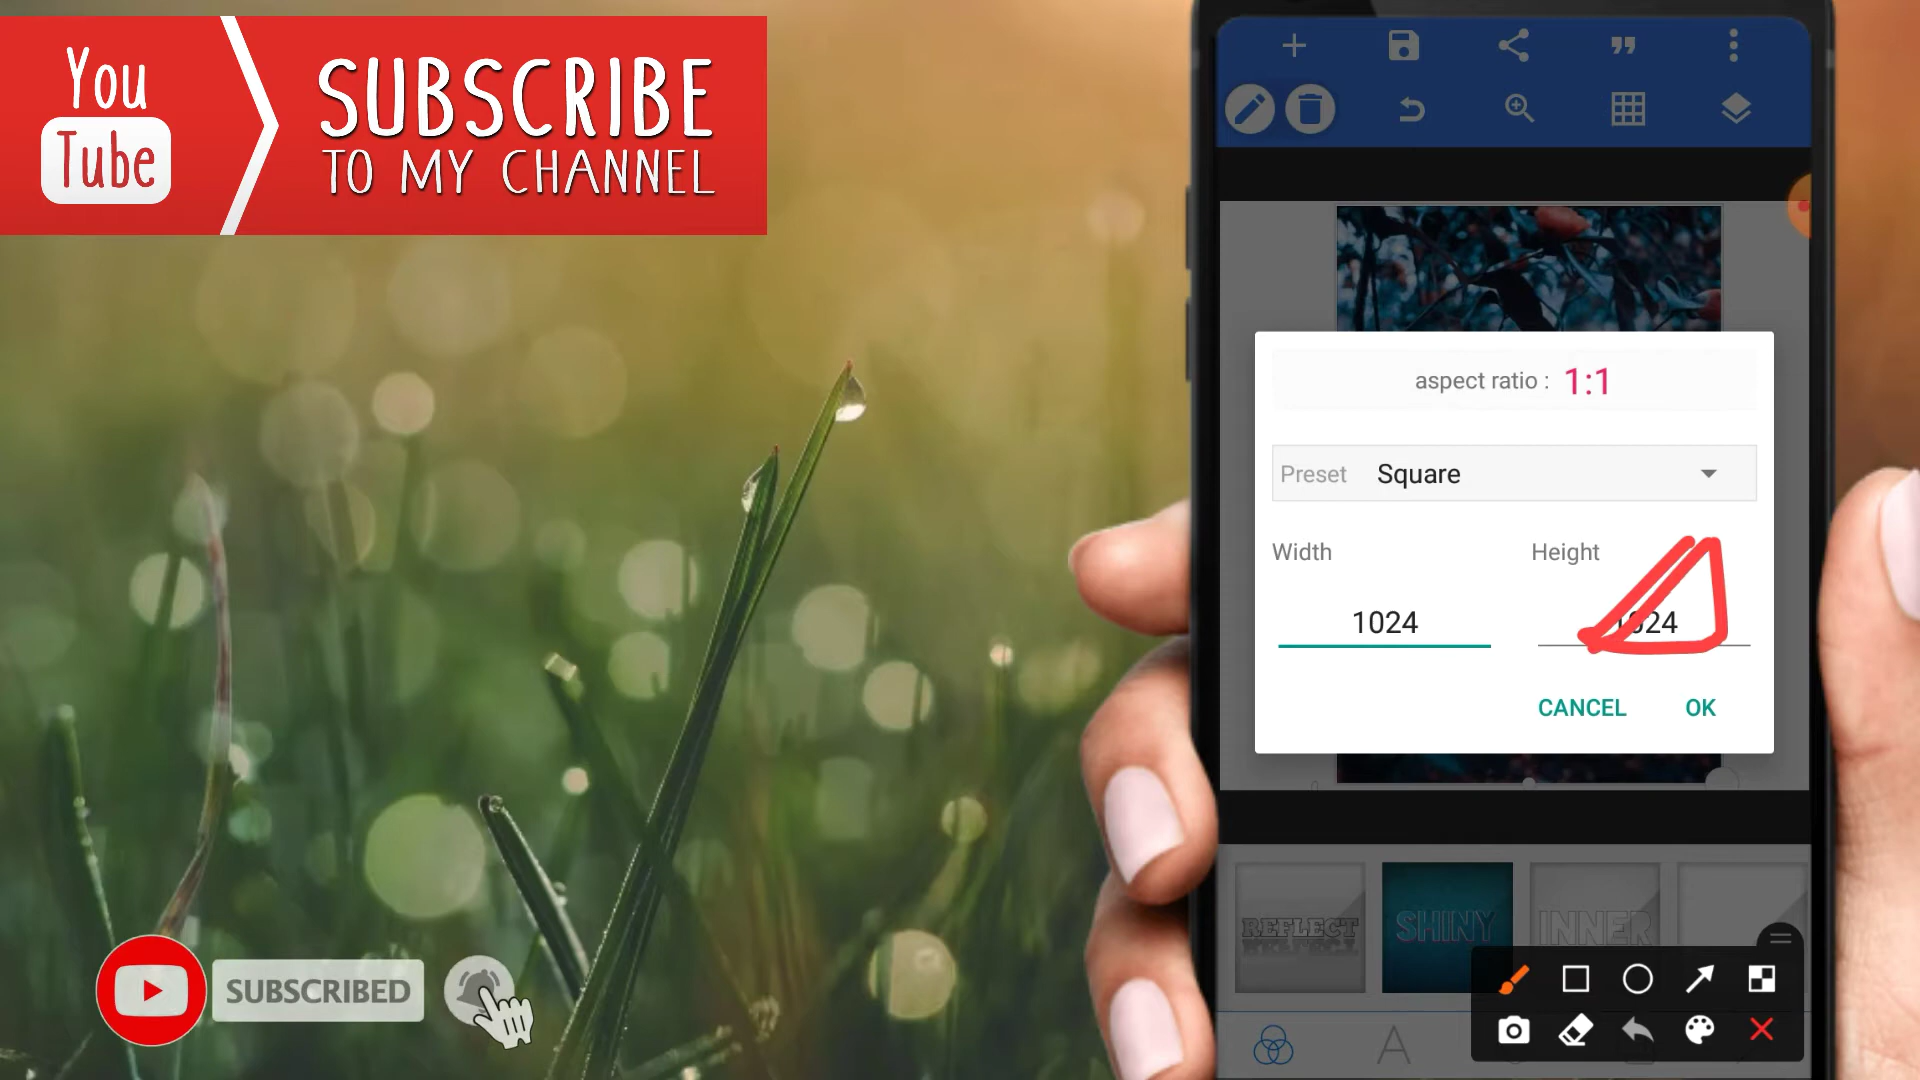 You
Tube
SUBSCRIBE
TO MY CHANNEL
aspect ratio : 1:1
Preset Square
Width Height
1024 1024
CANCEL OK
REFLECT SHINY INNER
A
SUBSCRIBED